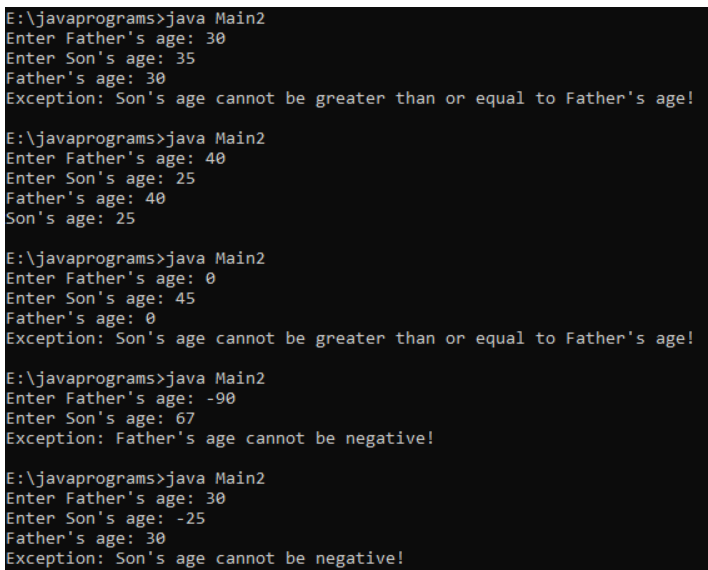 E:\javaprograms>java Main2
Enter Father's age: 30
Enter Son's age: 35
Father's age: 30
Exception: Son's age cannot be greater than or equal to Father's age!
E:\javaprograms>java Main2
Enter Father's age: 40
Enter Son's age: 25
Father's age: 40
Son's age: 25
E:\javaprograms>java Main2
Enter Father's age: 0
Enter Son's age: 45
Father's age: 0
Exception: Son's age cannot be greater than or equal to Father's age!
E:\javaprograms>java Main2
Enter Father's age: -90
Enter Son's age: 67
Exception: Father's age cannot be negative!
E:\javaprograms>java Main2
Enter Father's age: 30
Enter Son's age: -25
Father's age: 30
Exception: Son's age cannot be negative!